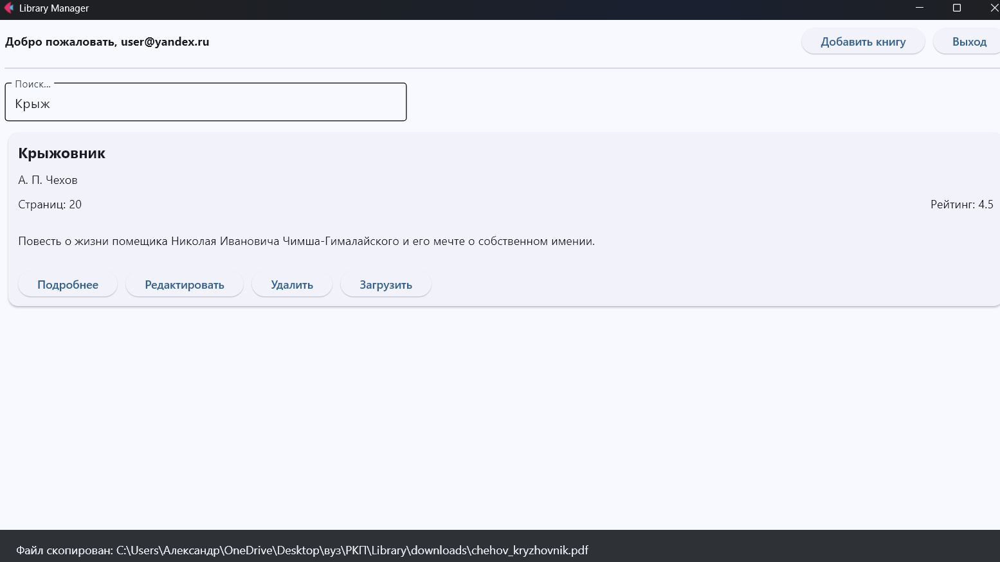 Library Manager
Добро пожаловать, user@yandex.ru
Добавить книгу
Выход
Поиск...
Крыж
Крыжовник
А. П. Чехов
Страниц: 20
Рейтинг: 4.5
Повесть о жизни помещика Николая Ивановича Чимша-Гималайского и его мечте о собственном имении.
Подробнее
Редактировать
Удалить
Загрузить
Файл скопирован: C:\Users\Александр\OneDrive\Desktop\вуз\РКП\Library\downloads\chehov_kryzhovnik.pdf